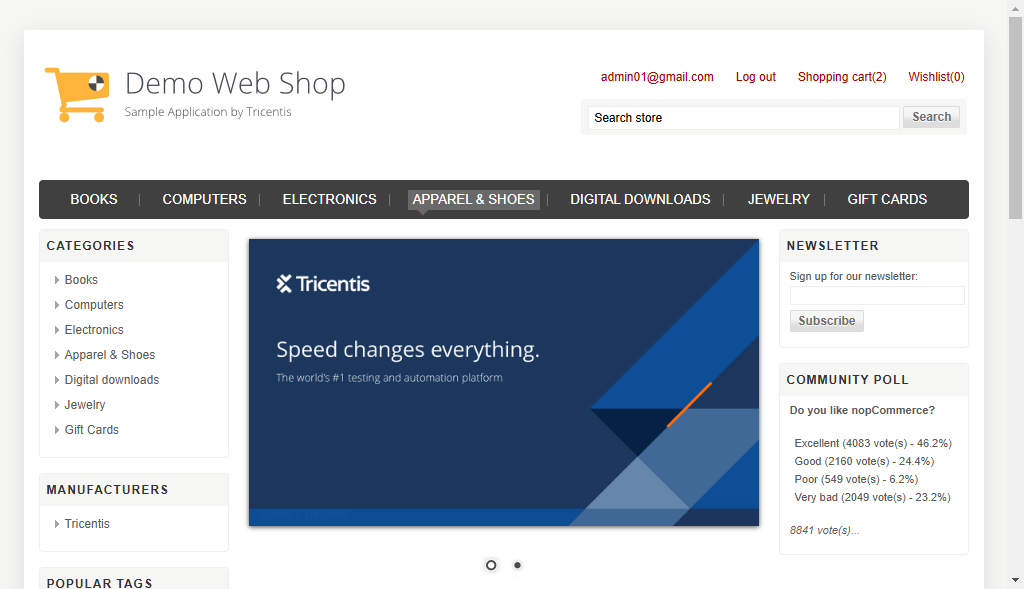 Demo Web Shop
Sample Application by Tricentis
admin01@gmail.com Log out Shopping cart(2) Wishlist(0)
Search store Search
BOOKS COMPUTERS ELECTRONICS APPAREL & SHOES DIGITAL DOWNLOADS JEWELRY GIFT CARDS
CATEGORIES
Books
Computers
Electronics
Apparel & Shoes
Digital downloads
Jewelry
Gift Cards
MANUFACTURERS
Tricentis
POPULAR TAGS
Tricentis
Speed changes everything.
The world's #1 testing and automation platform
NEWSLETTER
Sign up for our newsletter:
Subscribe
COMMUNITY POLL
Do you like nopCommerce?
Excellent (4083 vote(s) - 46.2%)
Good (2160 vote(s) - 24.4%)
Poor (549 vote(s) - 6.2%)
Very bad (2049 vote(s) - 23.2%)
8841 vote(s)...